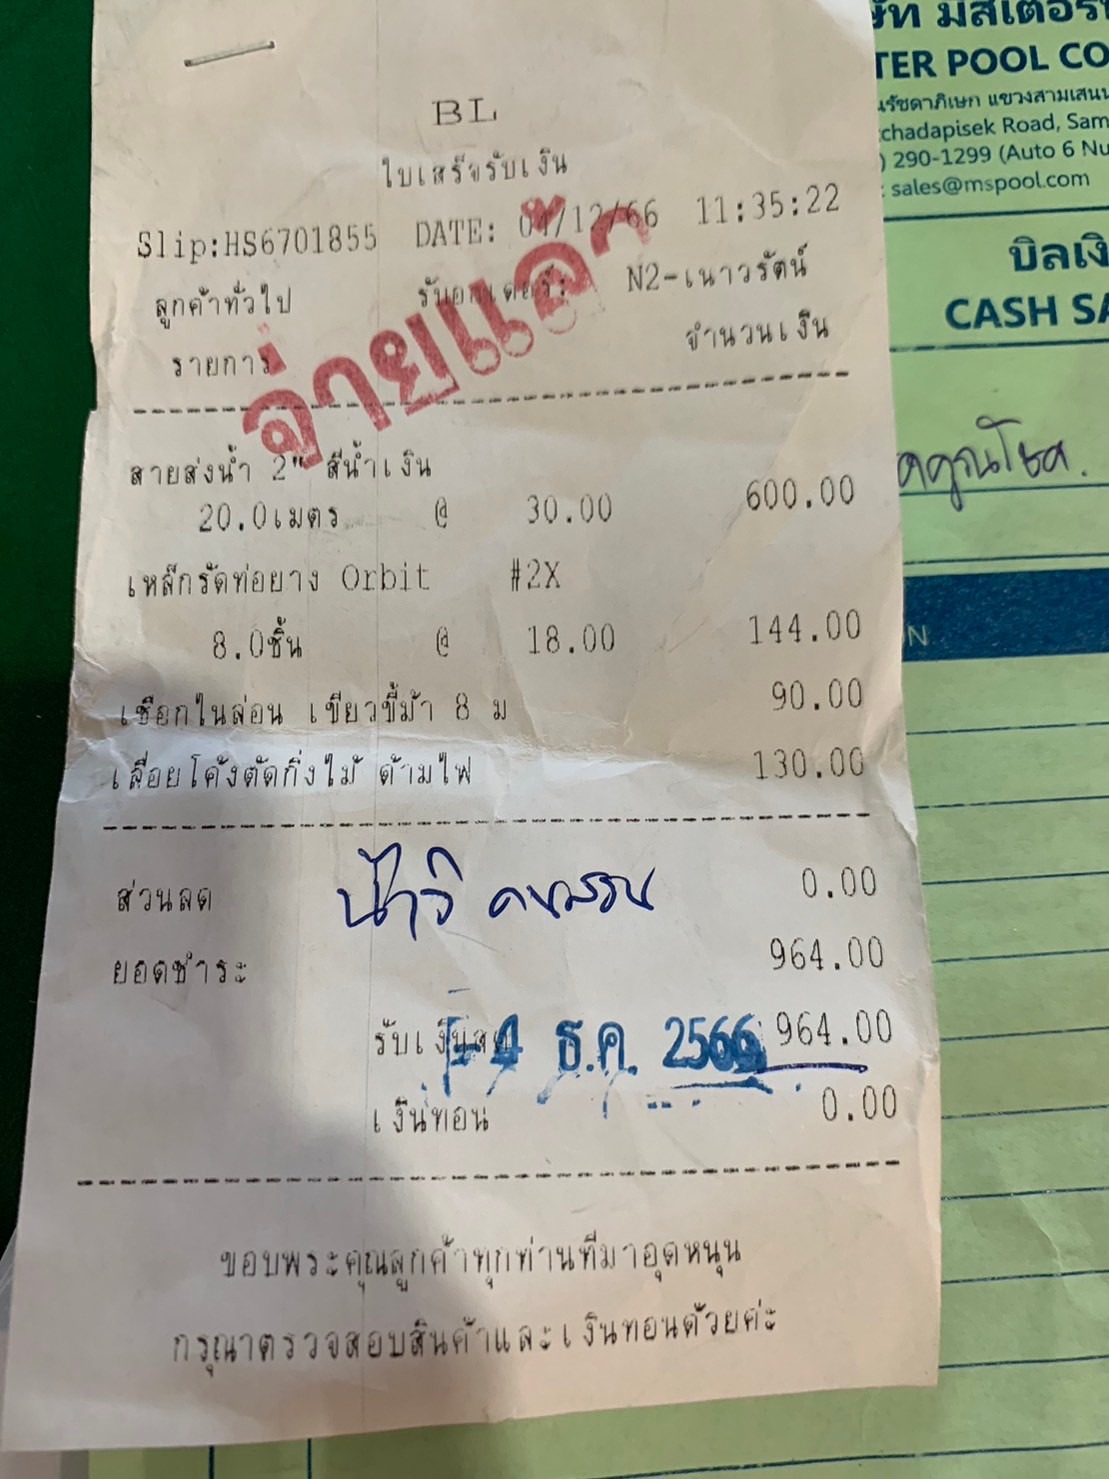 BL
ใบเสร็จรับเงิน
Slip:HS6701855 DATE: 04/12/66 11:35:22
ลูกค้าทั่วไป รับออเดอร์: N2-เนาวรัตน์
รายการ จำนวนเงิน
จ่ายแล้ว
สายส่งน้ำ 2" สีน้ำเงิน
20.0เมตร @ 30.00 600.00
เหล็กรัดท่อยาง Orbit #2X
8.0ชิ้น @ 18.00 144.00
เชือกไนล่อน เขียวขี้ม้า 8 ม 90.00
เลื่อยโค้งตัดกิ่งไม้ ด้ามไฟ 130.00
ส่วนลด 0.00
ยอดชำระ 964.00
รับเงินสด 964.00
- 4 ธ.ค. 2566
เงินทอน 0.00
ขอบพระคุณลูกค้าทุกท่านที่มาอุดหนุน
กรุณาตรวจสอบสินค้าและเงินทอนด้วยค่ะ
TER POOL CO
chadapisek Road, Sam
290-1299 (Auto 6 Nu
sales@mspool.com
บิลเงิ
CASH SA